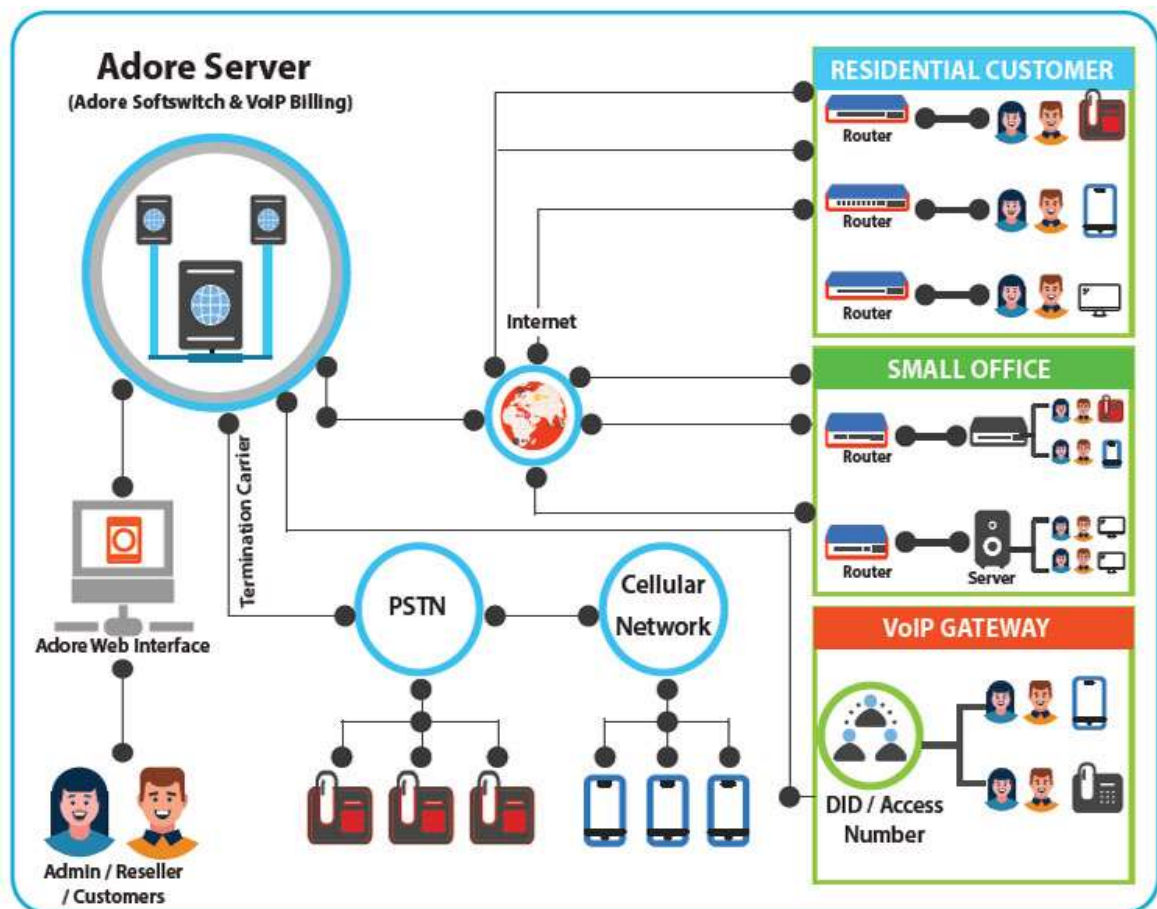 Adore Server
(Adore Softswitch & VoIP Billing)
RESIDENTIAL CUSTOMER
Router
Router
Router
Internet
SMALL OFFICE
Router
Router
Server
Termination Carrier
PSTN
Cellular
Network
Adore Web Interface
VoIP GATEWAY
DID / Access
Number
Admin / Reseller
/ Customers